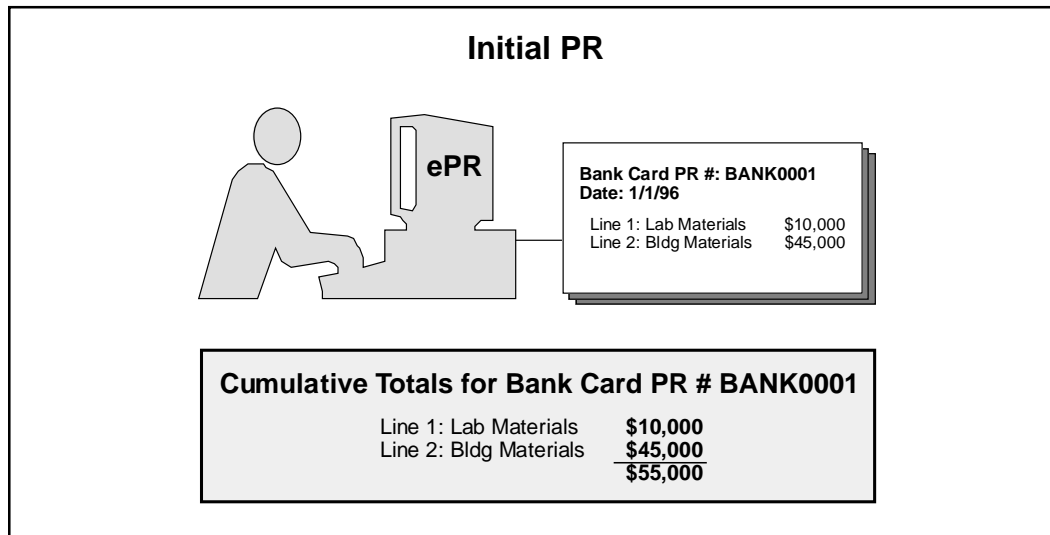 Initial PR
ePR
Bank Card PR #: BANK0001
Date: 1/1/96
Line 1: Lab Materials $10,000
Line 2: Bldg Materials $45,000
Cumulative Totals for Bank Card PR # BANK0001
Line 1: Lab Materials $10,000
Line 2: Bldg Materials $45,000
$55,000